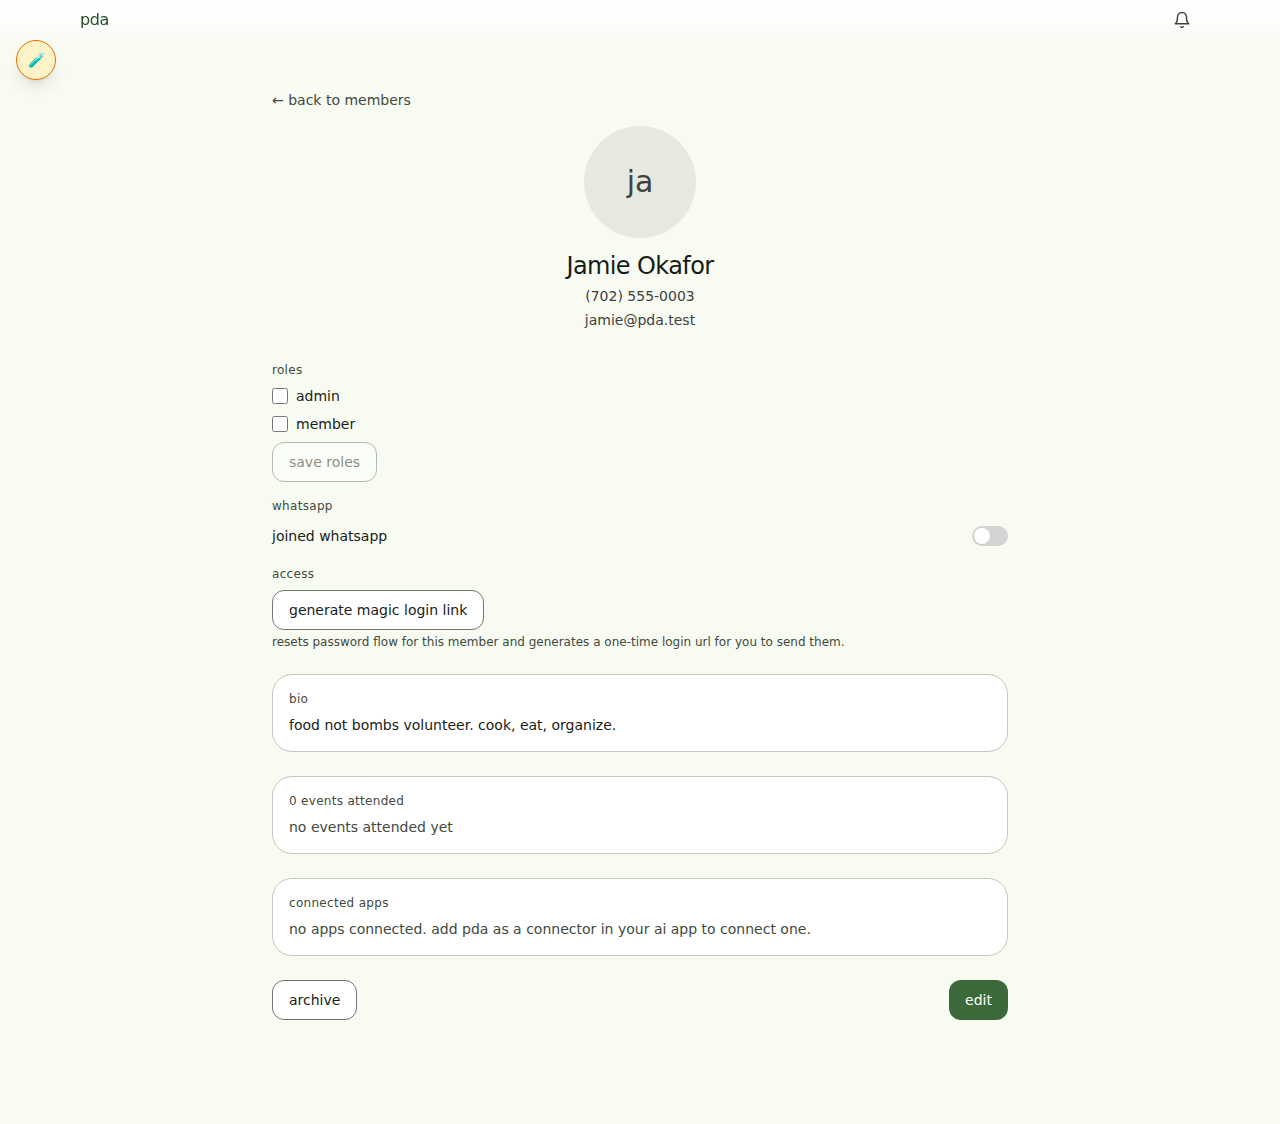 pda
← back to members
ja
Jamie Okafor
(702) 555-0003
jamie@pda.test
roles
admin
member
save roles
whatsapp
joined whatsapp
access
generate magic login link
resets password flow for this member and generates a one-time login url for you to send them.
bio
food not bombs volunteer. cook, eat, organize.
0 events attended
no events attended yet
connected apps
no apps connected. add pda as a connector in your ai app to connect one.
archive
edit